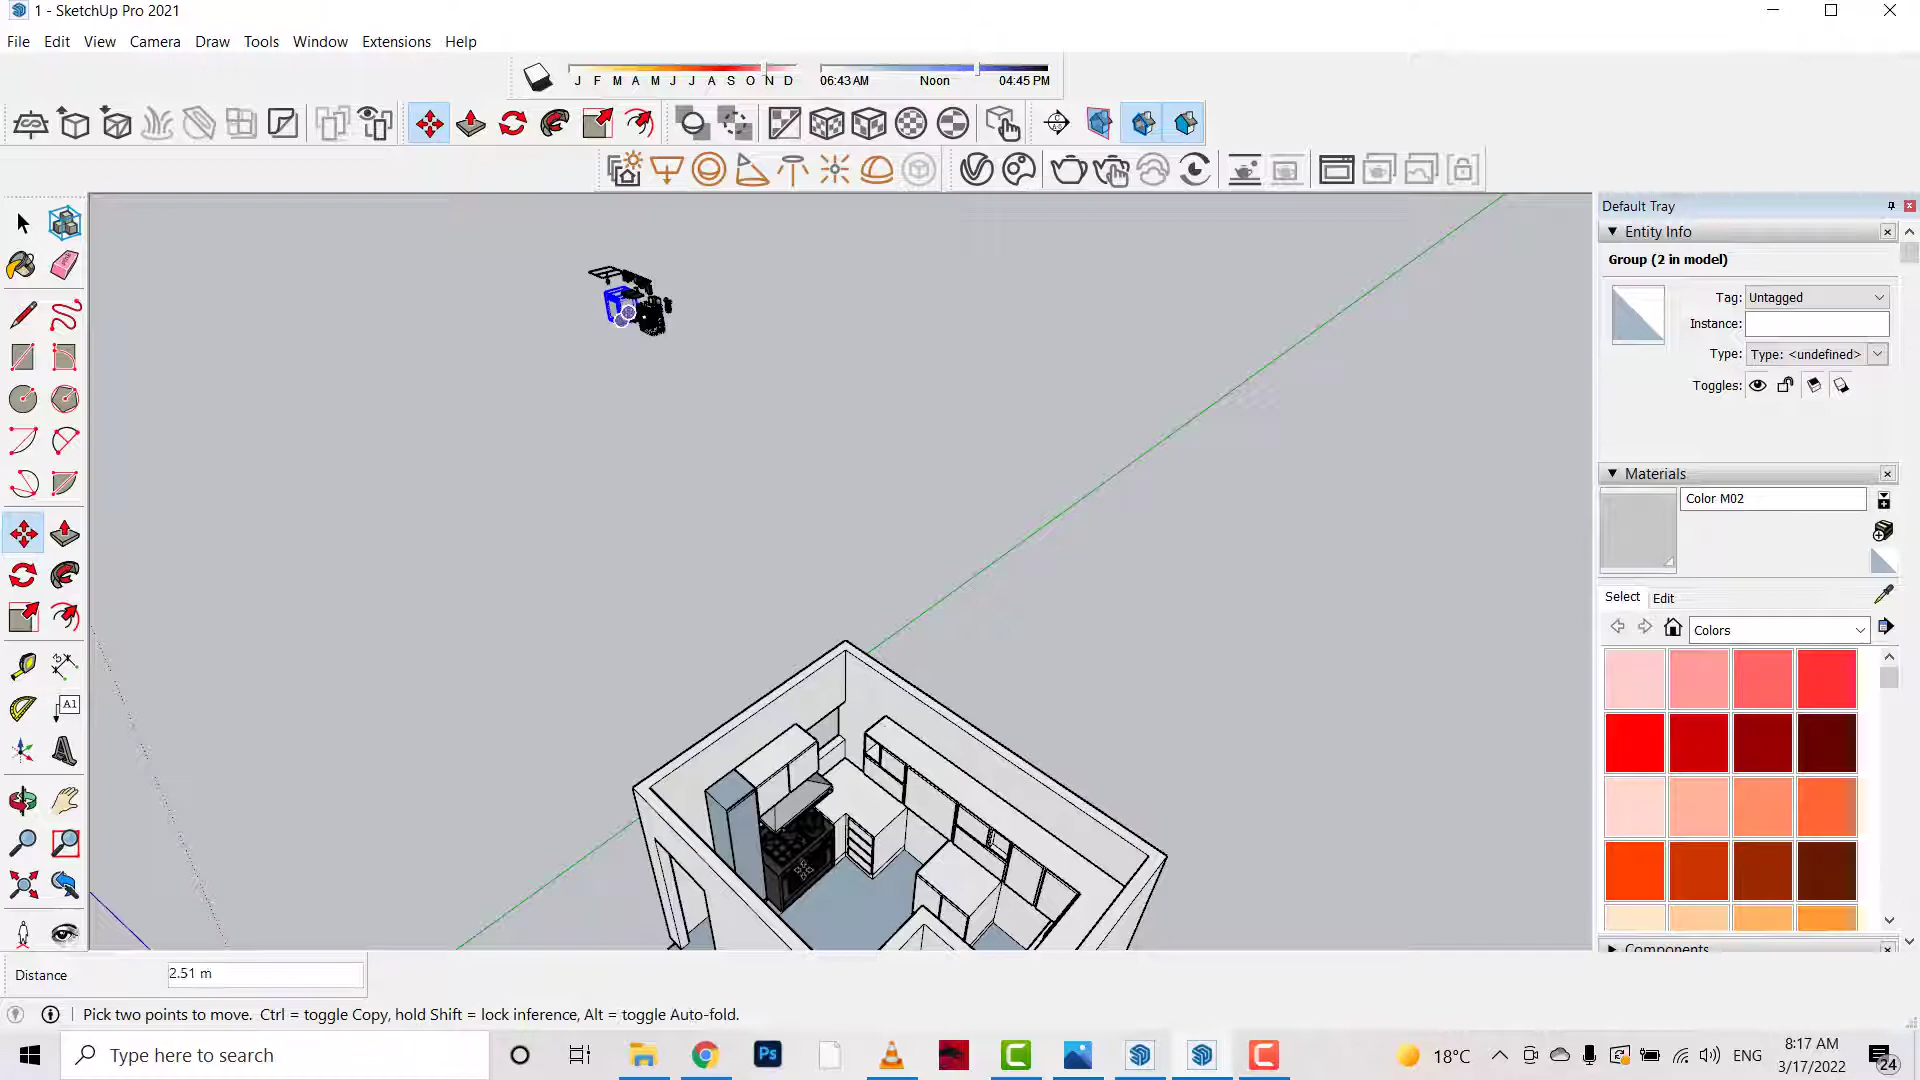 1 - SketchUp Pro 2021
File Edit View Camera Draw Tools Window Extensions Help
J F M A M J J A S O N D 06:43 AM Noon 04:45 PM
Default Tray
Entity Info
Group (2 in model)
Tag: Untagged
Instance:
Type: Type: <undefined>
Toggles:
Materials
Color M02
Select Edit
Colors
A1
Components
Distance 2.51 m
Pick two points to move. Ctrl = toggle Copy, hold Shift = lock inference, Alt = toggle Auto-fold.
Type here to search
Ps
18°C
ENG
8:17 AM
3/17/2022
24